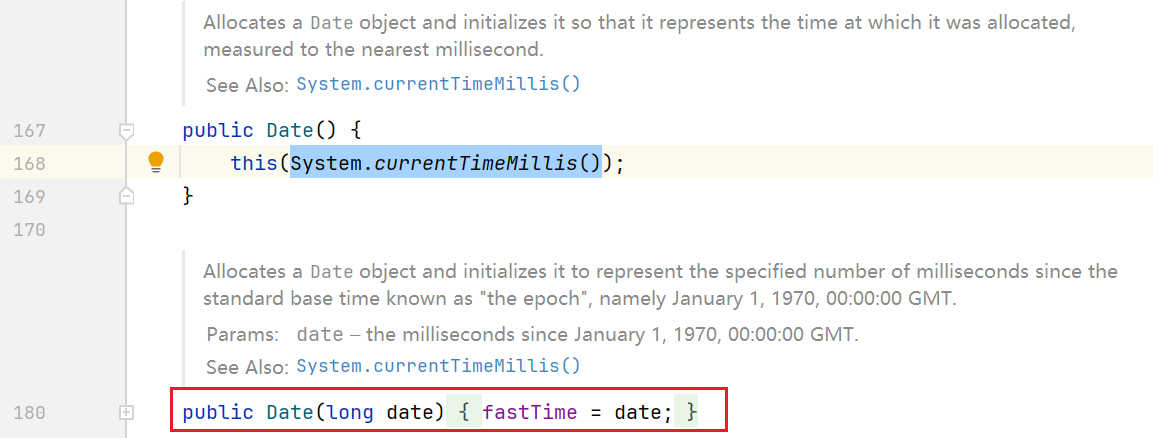 Allocates a Date object and initializes it so that it represents the time at which it was allocated,
measured to the nearest millisecond.
See Also: System.currentTimeMillis()
167 public Date() {
168 this(System.currentTimeMillis());
169 }
170
Allocates a Date object and initializes it to represent the specified number of milliseconds since the
standard base time known as "the epoch", namely January 1, 1970, 00:00:00 GMT.
Params: date – the milliseconds since January 1, 1970, 00:00:00 GMT.
See Also: System.currentTimeMillis()
180 public Date(long date) { fastTime = date; }